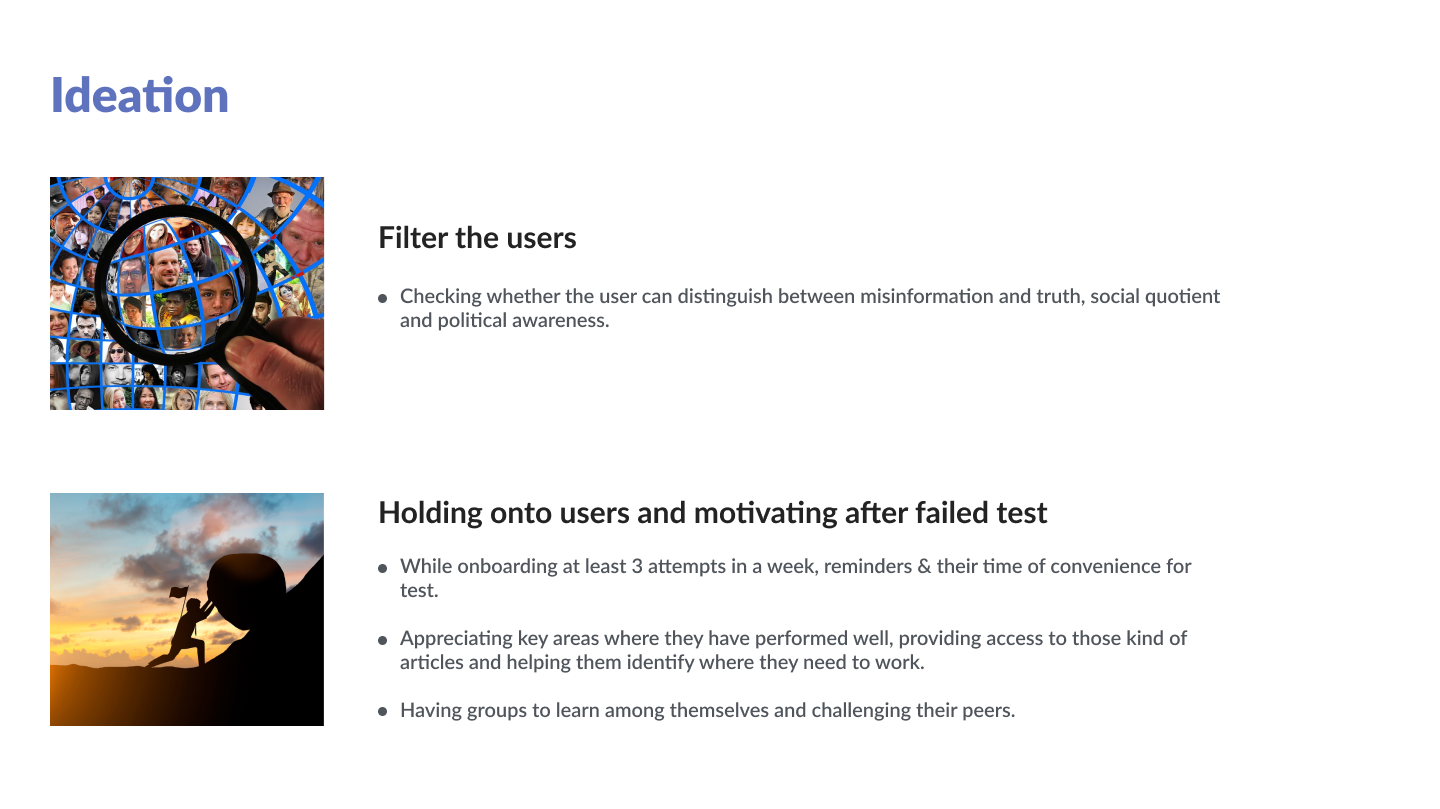 Ideation
Filter the users
● Checking whether the user can distinguish between misinformation and truth, social quotient
and political awareness.
Holding onto users and motivating after failed test
● While onboarding at least 3 attempts in a week, reminders & their time of convenience for
test.
● Appreciating key areas where they have performed well, providing access to those kind of
articles and helping them identify where they need to work.
● Having groups to learn among themselves and challenging their peers.